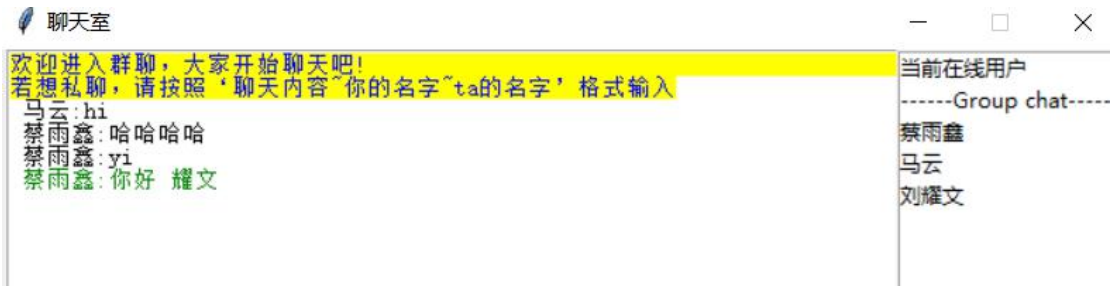 聊天室
欢迎进入群聊，大家开始聊天吧！
若想私聊，请按照‘聊天内容~你的名字~ta的名字’格式输入
马云:hi
蔡雨鑫:哈哈哈哈
蔡雨鑫:yi
蔡雨鑫:你好 耀文
当前在线用户
------Group chat-----
蔡雨鑫
马云
刘耀文